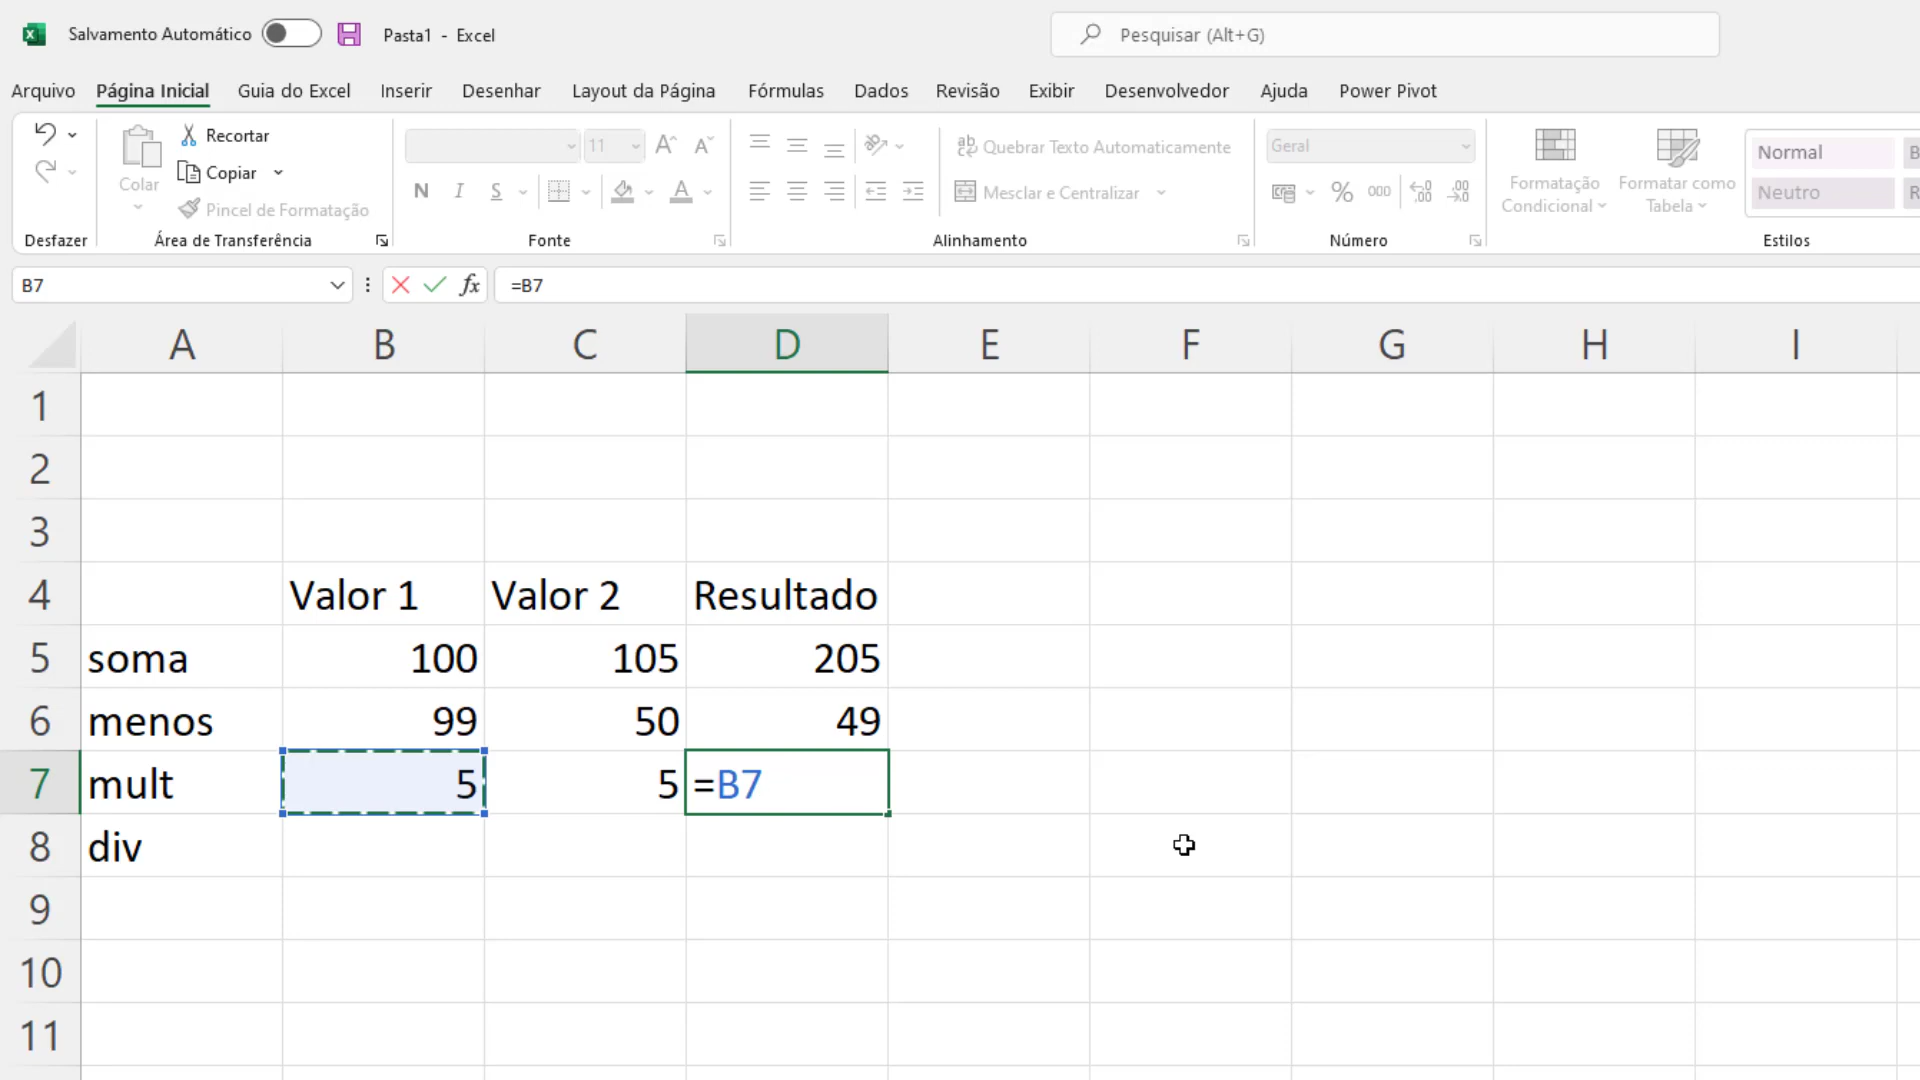 Salvamento Automático Pasta1 - Excel Pesquisar (Alt+G)
Arquivo Página Inicial Guia do Excel Inserir Desenhar Layout da Página Fórmulas Dados Revisão Exibir Desenvolvedor Ajuda Power Pivot
Colar
Recortar
Copiar
Pincel de Formatação
11
N I S
Quebrar Texto Automaticamente
Mesclar e Centralizar
Geral
% 000
Formatação Condicional
Formatar como Tabela
Normal B
Neutro R
Desfazer Área de Transferência Fonte Alinhamento Número Estilos
B7 fx =B7
A B C D E F G H I
1
2
3
4 Valor 1 Valor 2 Resultado
5 soma 100 105 205
6 menos 99 50 49
7 mult 5 5 =B7
8 div
9
10
11